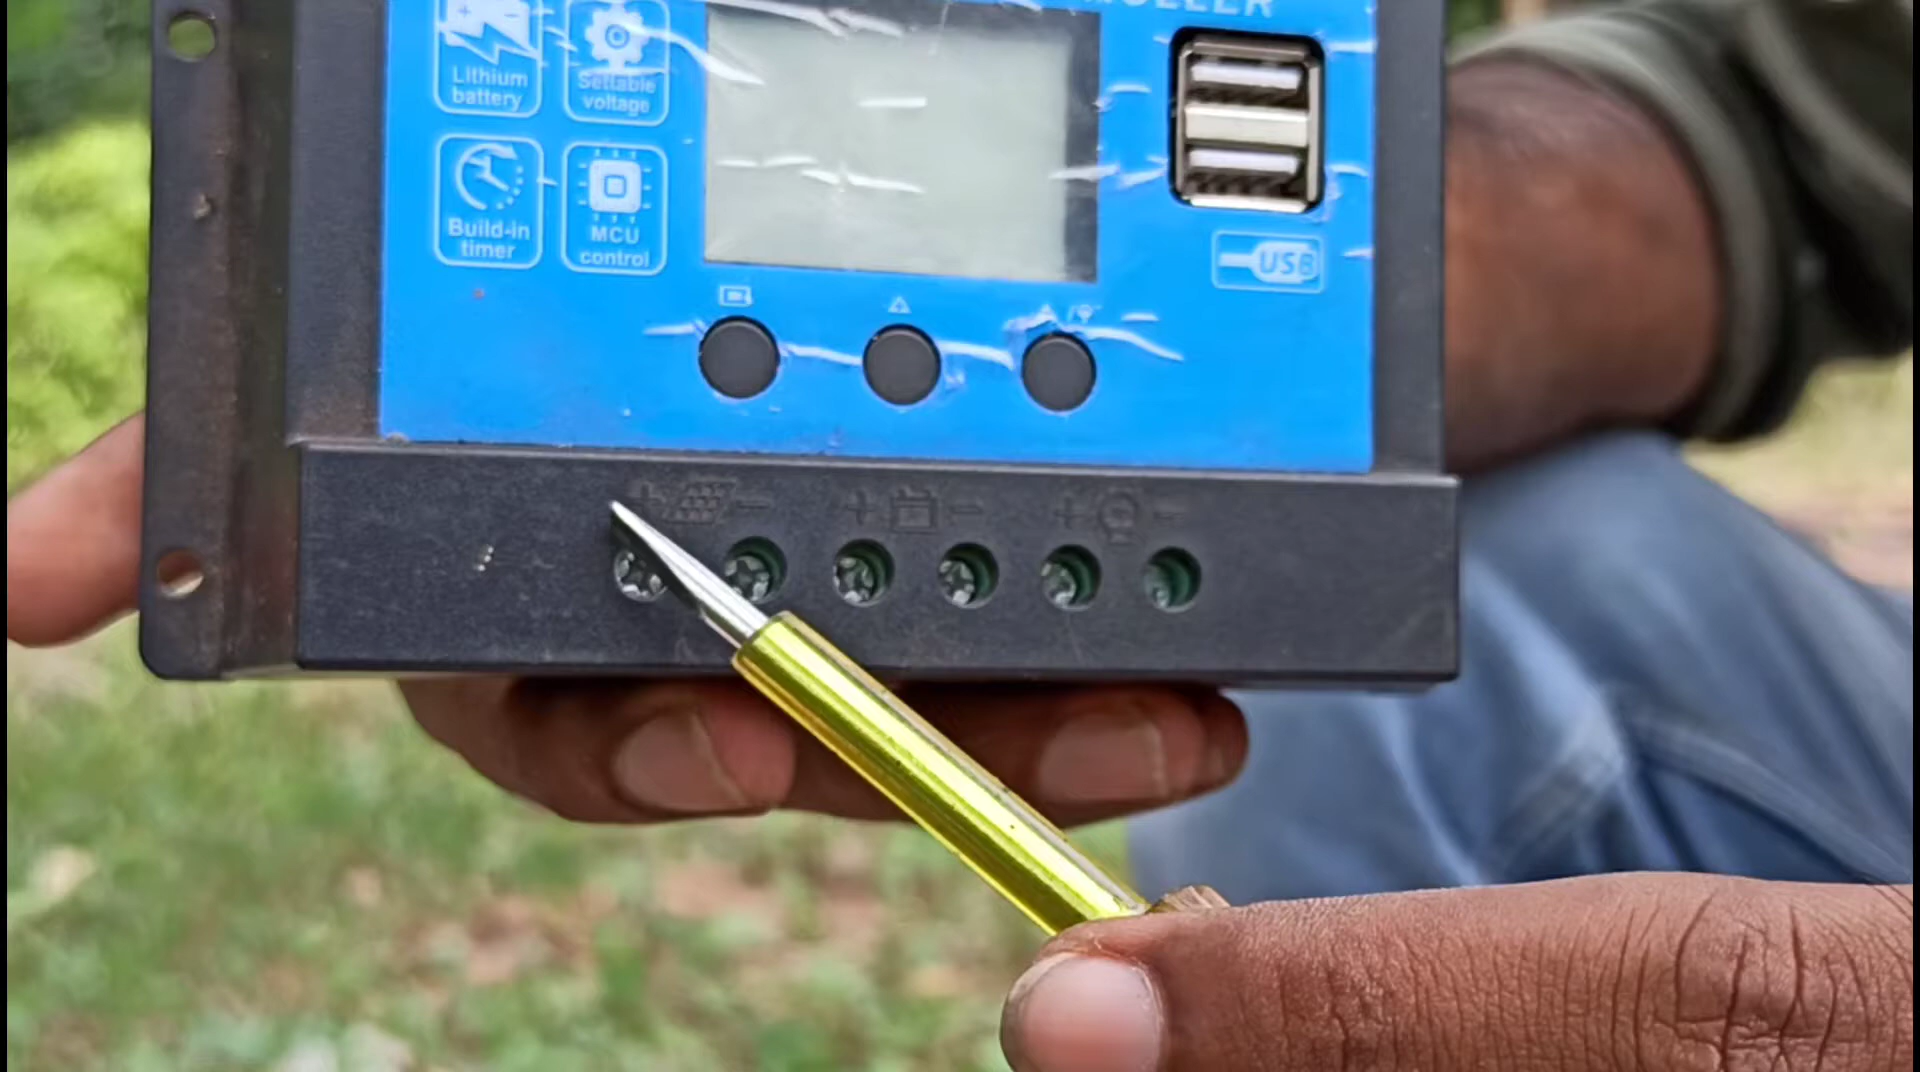 Lithium
battery
Settable
voltage
Build-in
timer
MCU
control
USB
+ -
+ -
+ -